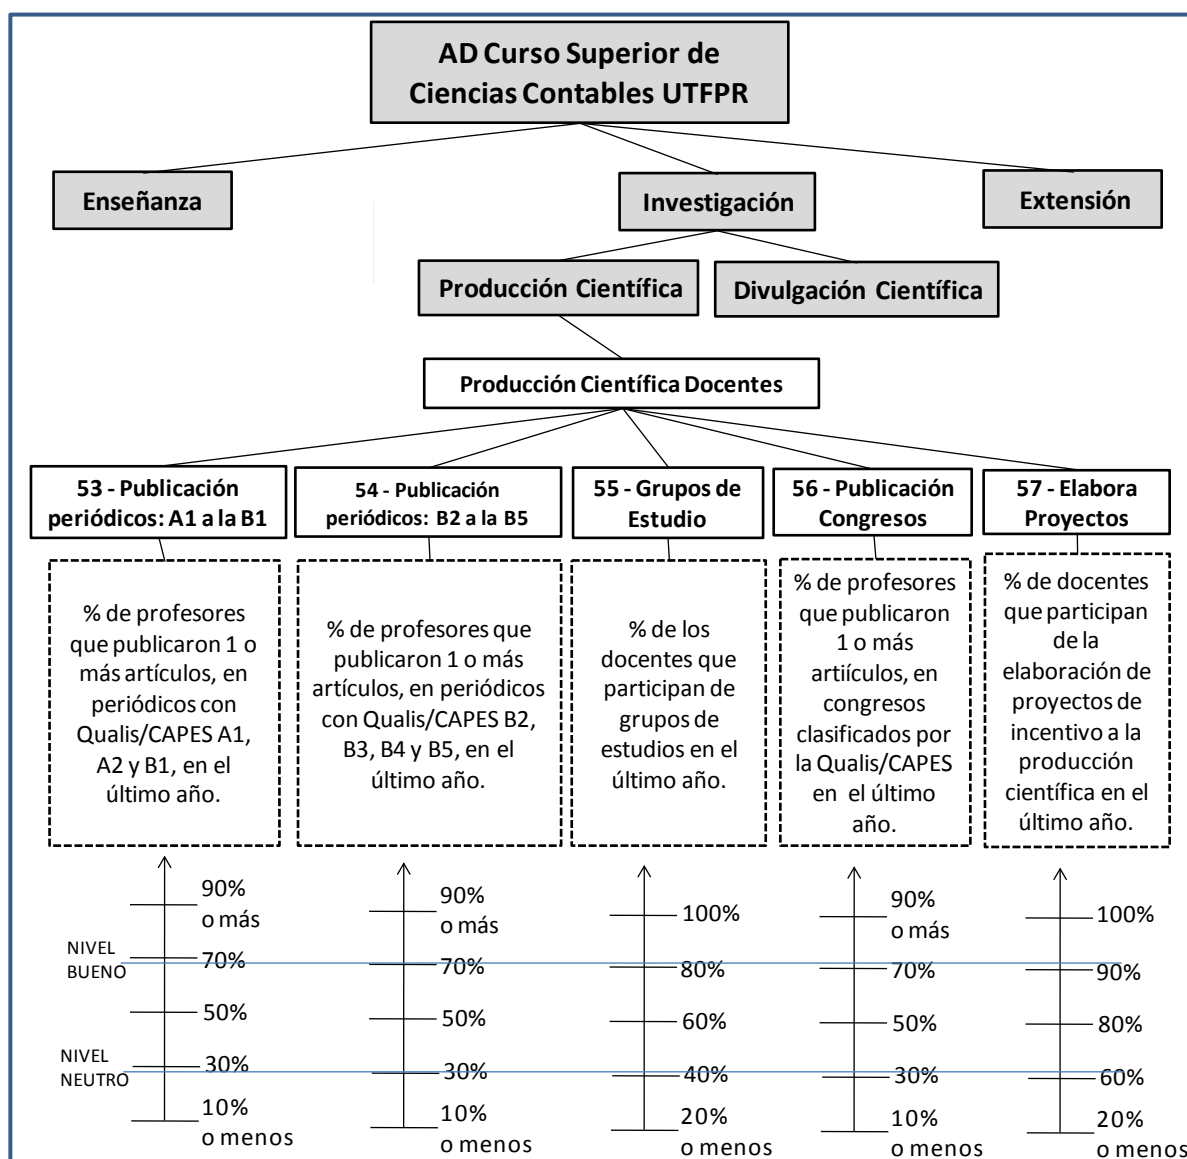 AD Curso Superior de
Ciencias Contables UTFPR
Enseñanza
Investigación
Extensión
Producción Científica
Divulgación Científica
Producción Científica Docentes
53 - Publicación
periódicos: A1 a la B1
54 - Publicación
periódicos: B2 a la B5
55 - Grupos de
Estudio
56 - Publicación
Congresos
57 - Elabora
Proyectos
% de profesores
que publicaron 1 o
más artículos, en
periódicos con
Qualis/CAPES A1,
A2 y B1, en el
último año.
% de profesores que
publicaron 1 o más
artículos, en periódicos
con Qualis/CAPES B2,
B3, B4 y B5, en el
último año.
% de los
docentes que
participan de
grupos de
estudios en el
último año.
% de profesores
que publicaron
1 o más
artiículos, en
congresos
clasificados por
la Qualis/CAPES
en el último
año.
% de docentes
que participan
de la
elaboración de
proyectos de
incentivo a la
producción
científica en el
último año.
NIVEL
BUENO
NIVEL
NEUTRO
90%
o más
70%
50%
30%
10%
o menos
90%
o más
70%
50%
30%
10%
o menos
100%
80%
60%
40%
20%
o menos
90%
o más
70%
50%
30%
10%
o menos
100%
90%
80%
60%
20%
o menos